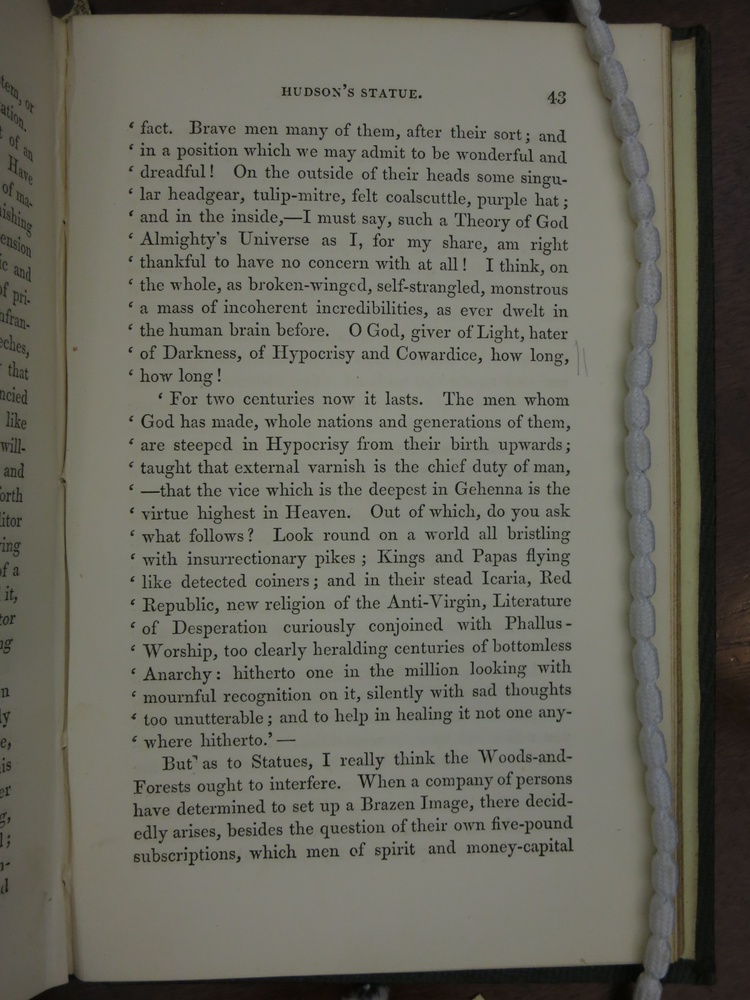 HUDSON'S STATUE. 43
‘ fact. Brave men many of them, after their sort; and
‘ in a position which we may admit to be wonderful and
‘ dreadful! On the outside of their heads some singu-
‘ lar headgear, tulip-mitre, felt coalscuttle, purple hat;
‘ and in the inside,—I must say, such a Theory of God
‘ Almighty's Universe as I, for my share, am right
‘ thankful to have no concern with at all! I think, on
‘ the whole, as broken-winged, self-strangled, monstrous
‘ a mass of incoherent incredibilities, as ever dwelt in
‘ the human brain before. O God, giver of Light, hater
‘ of Darkness, of Hypocrisy and Cowardice, how long,
‘ how long!
‘ For two centuries now it lasts. The men whom
‘ God has made, whole nations and generations of them,
‘ are steeped in Hypocrisy from their birth upwards;
‘ taught that external varnish is the chief duty of man,
‘ —that the vice which is the deepest in Gehenna is the
‘ virtue highest in Heaven. Out of which, do you ask
‘ what follows? Look round on a world all bristling
‘ with insurrectionary pikes; Kings and Papas flying
‘ like detected coiners; and in their stead Icaria, Red
‘ Republic, new religion of the Anti-Virgin, Literature
‘ of Desperation curiously conjoined with Phallus-
‘ Worship, too clearly heralding centuries of bottomless
‘ Anarchy: hitherto one in the million looking with
‘ mournful recognition on it, silently with sad thoughts
‘ too unutterable; and to help in healing it not one any-
‘ where hitherto.’ —
But as to Statues, I really think the Woods-and-
Forests ought to interfere. When a company of persons
have determined to set up a Brazen Image, there decid-
edly arises, besides the question of their own five-pound
subscriptions, which men of spirit and money-capital